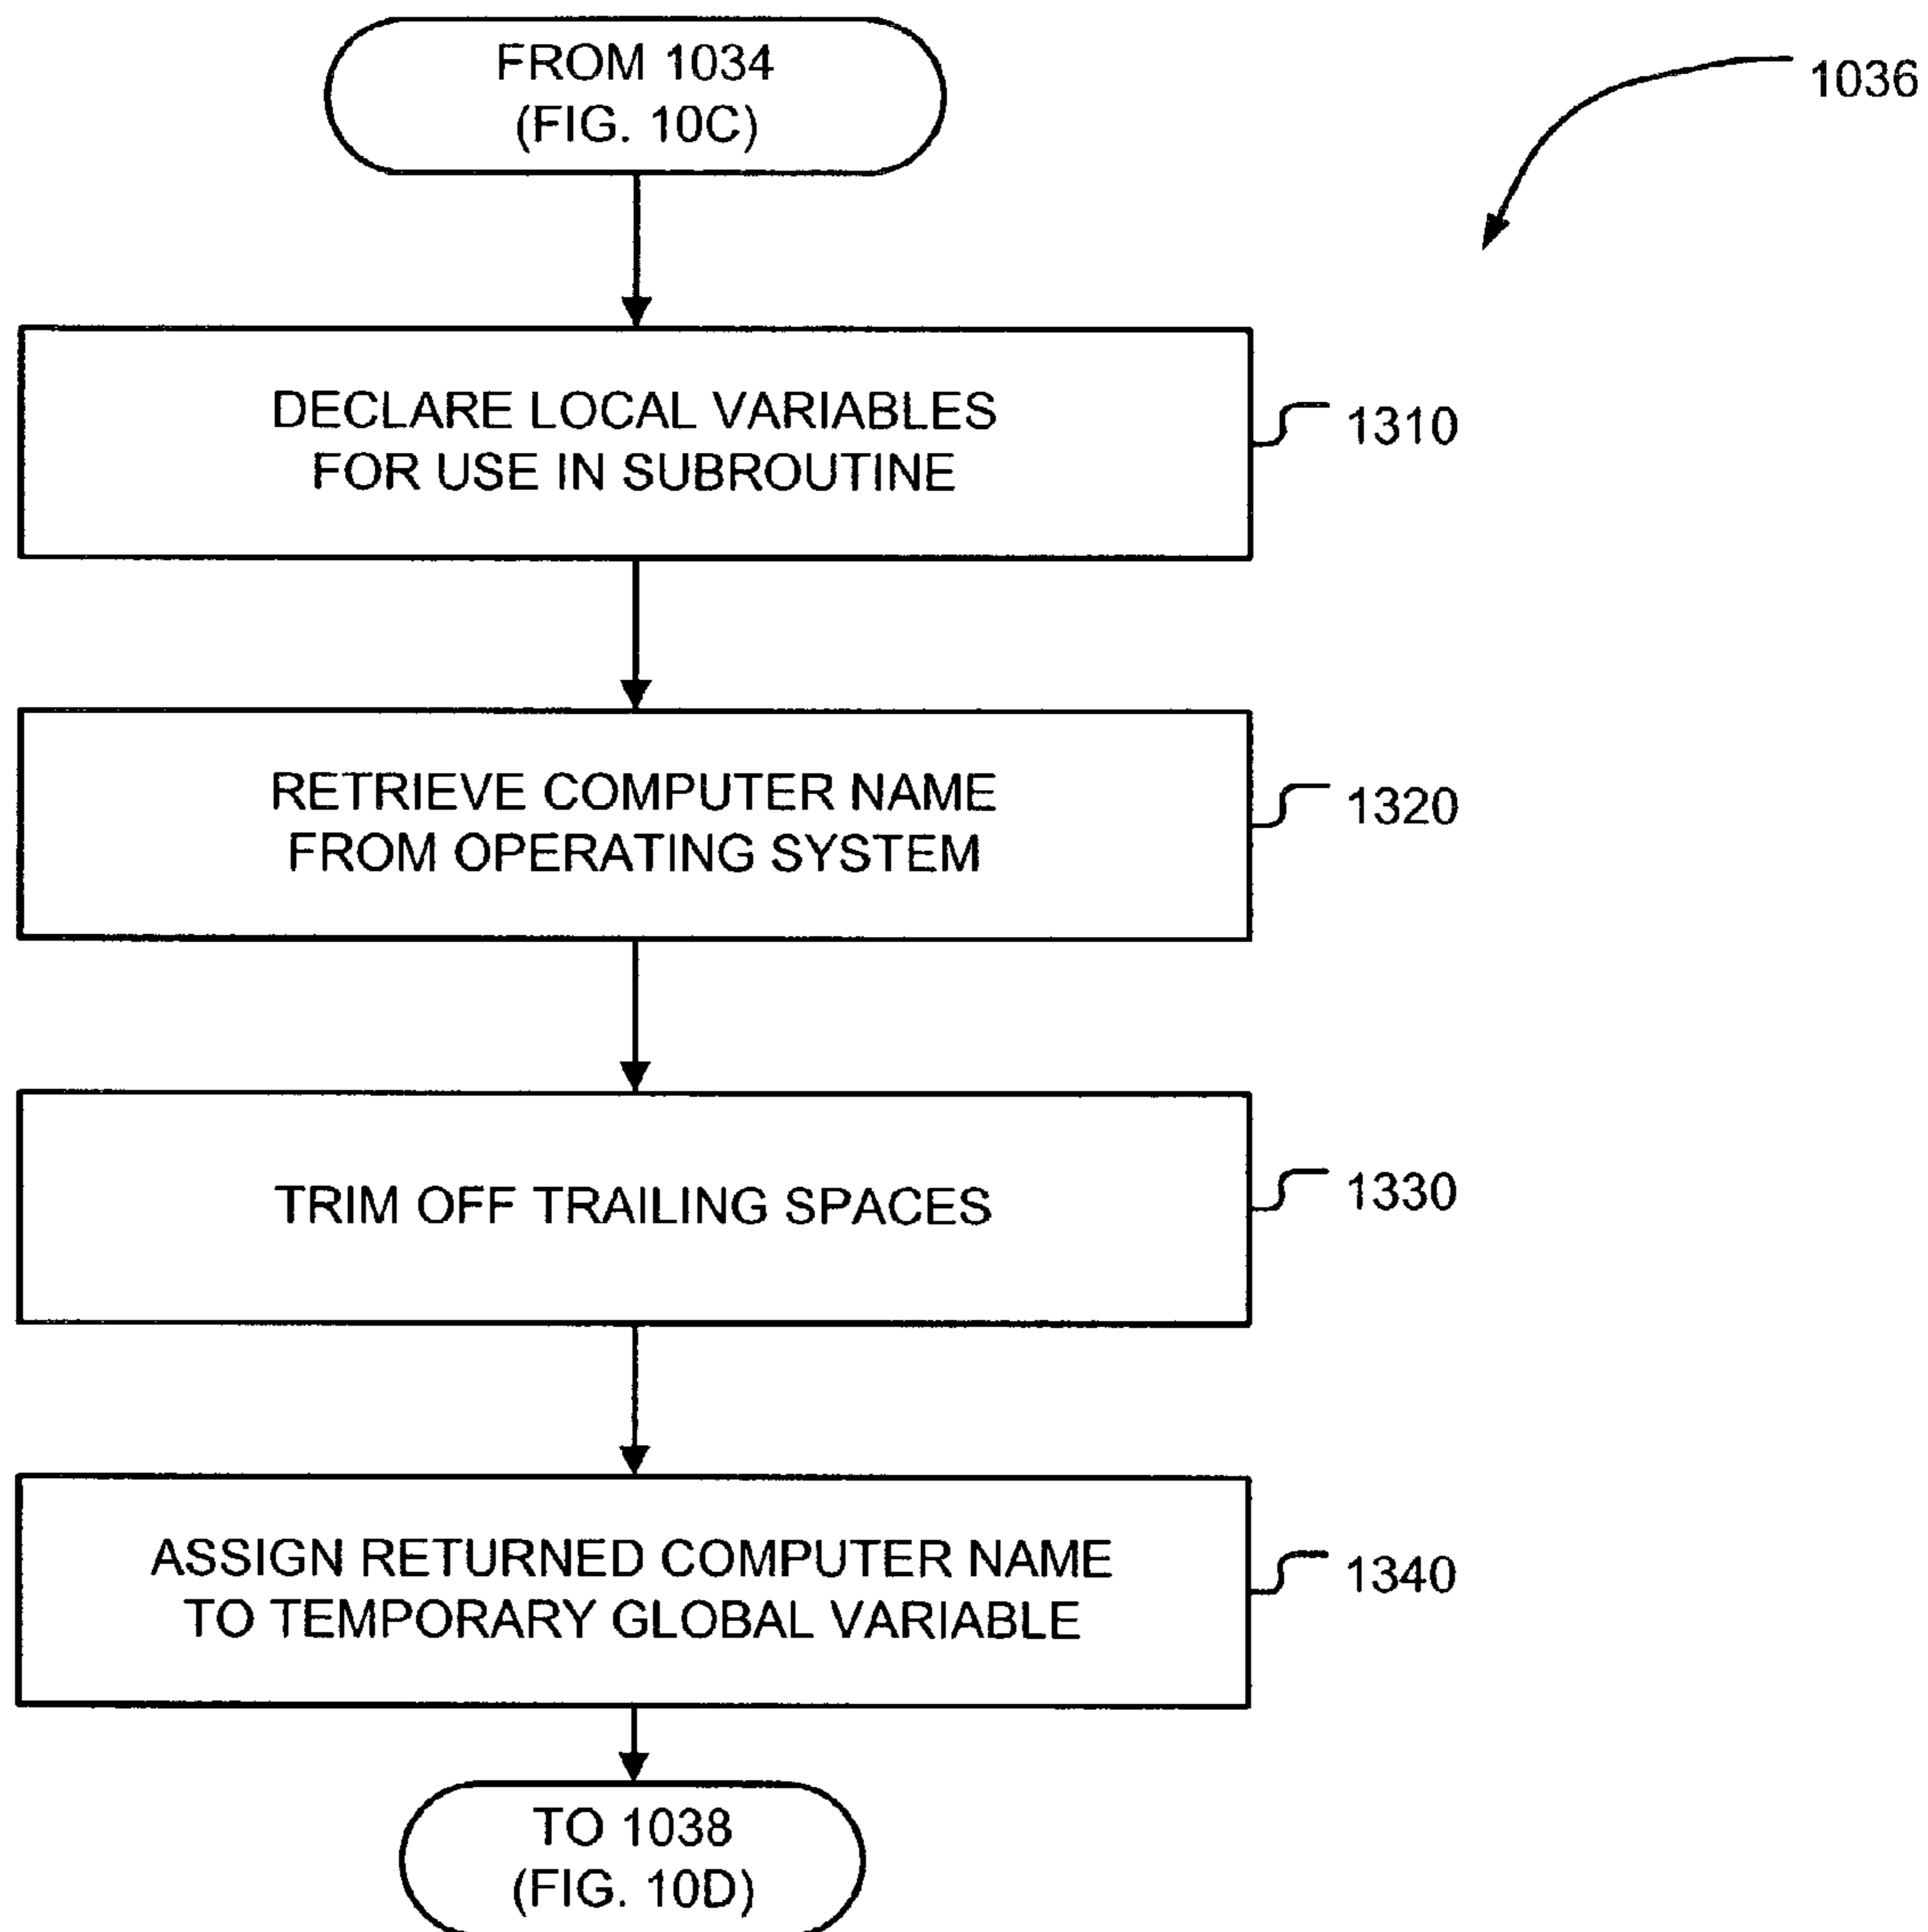 FROM 1034
(FIG. 10C)
1036
DECLARE LOCAL VARIABLES
FOR USE IN SUBROUTINE
1310
RETRIEVE COMPUTER NAME
FROM OPERATING SYSTEM
1320
TRIM OFF TRAILING SPACES
1330
ASSIGN RETURNED COMPUTER NAME
TO TEMPORARY GLOBAL VARIABLE
1340
TO 1038
(FIG. 10D)